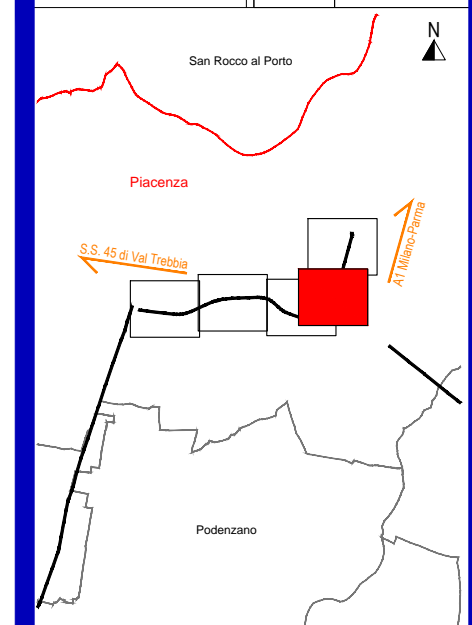 N
San Rocco al Porto
Piacenza
S.S. 45 di Val Trebbia
A1 Milano-Parma
Podenzano